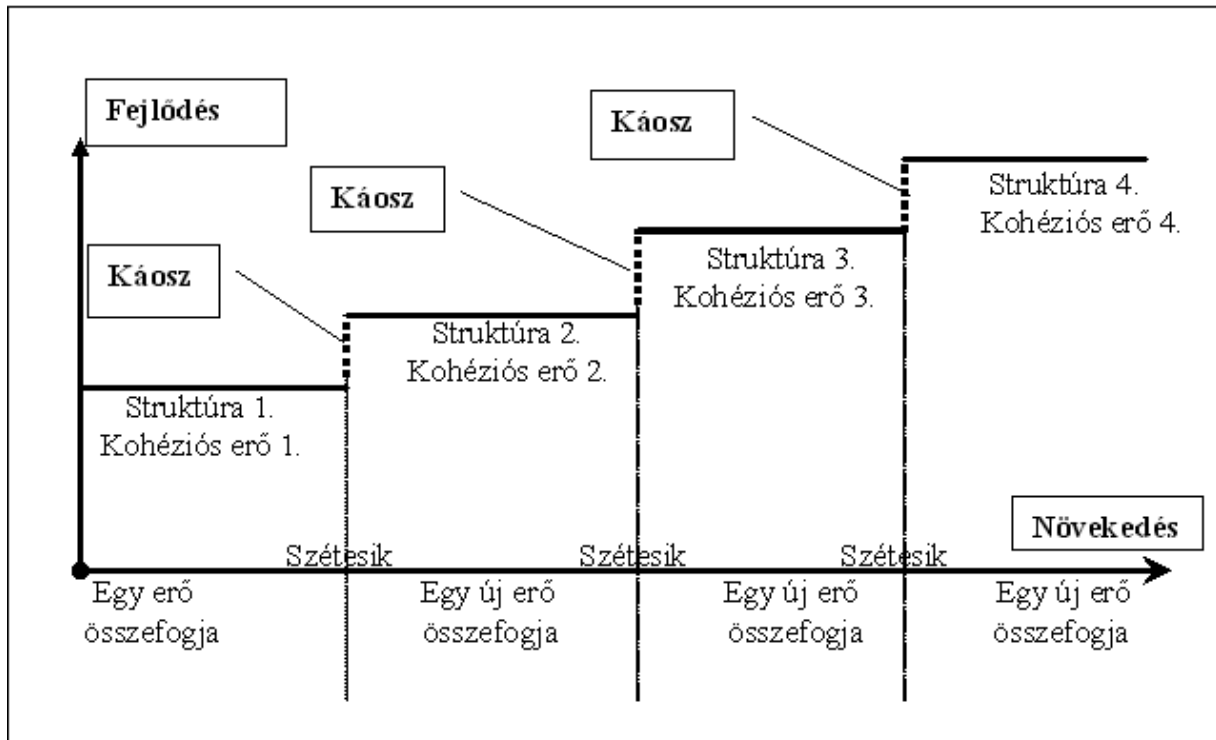 Fejlődés
Káosz
Káosz
Káosz
Struktúra 4.
Kohéziós erő 4.
Struktúra 3.
Kohéziós erő 3.
Struktúra 2.
Kohéziós erő 2.
Struktúra 1.
Kohéziós erő 1.
Növekedés
Szétesik
Szétesik
Szétesik
Egy erő
összefogja
Egy új erő
összefogja
Egy új erő
összefogja
Egy új erő
összefogja